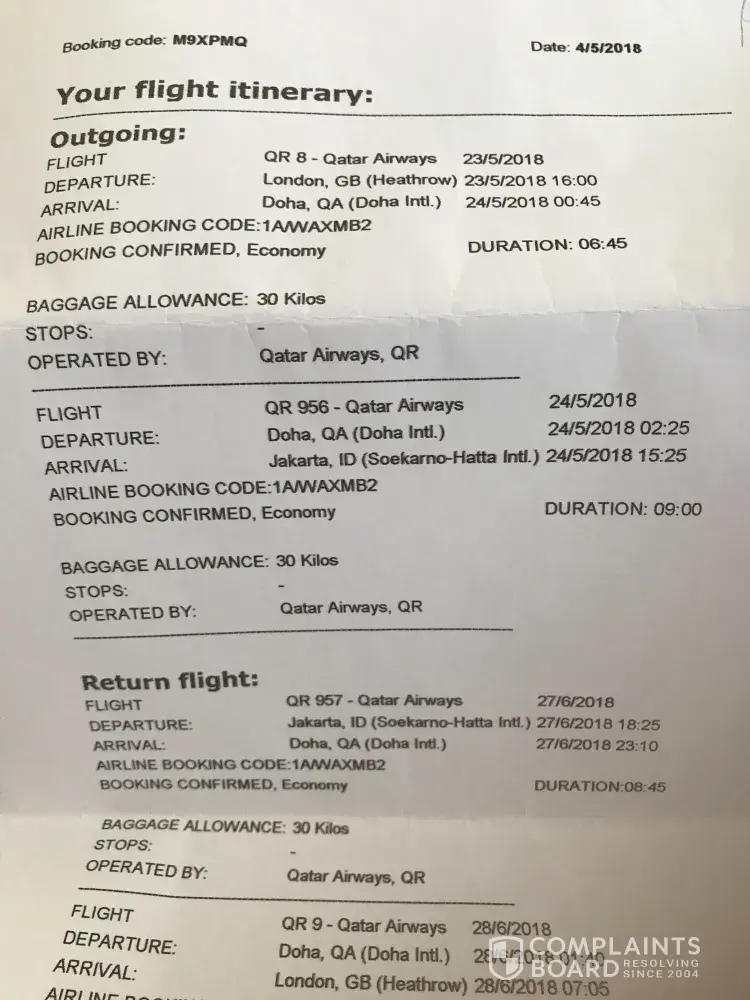 Booking code: M9XPMQ Date: 4/5/2018
Your flight itinerary:
Outgoing:
FLIGHT QR 8 - Qatar Airways 23/5/2018
DEPARTURE: London, GB (Heathrow) 23/5/2018 16:00
ARRIVAL: Doha, QA (Doha Intl.) 24/5/2018 00:45
AIRLINE BOOKING CODE:1A/WAXMB2
BOOKING CONFIRMED, Economy DURATION: 06:45
BAGGAGE ALLOWANCE: 30 Kilos
STOPS: -
OPERATED BY: Qatar Airways, QR
FLIGHT QR 956 - Qatar Airways 24/5/2018
DEPARTURE: Doha, QA (Doha Intl.) 24/5/2018 02:25
ARRIVAL: Jakarta, ID (Soekarno-Hatta Intl.) 24/5/2018 15:25
AIRLINE BOOKING CODE:1A/WAXMB2
BOOKING CONFIRMED, Economy DURATION: 09:00
BAGGAGE ALLOWANCE: 30 Kilos
STOPS: -
OPERATED BY: Qatar Airways, QR
Return flight:
FLIGHT QR 957 - Qatar Airways 27/6/2018
DEPARTURE: Jakarta, ID (Soekarno-Hatta Intl.) 27/6/2018 18:25
ARRIVAL: Doha, QA (Doha Intl.) 27/6/2018 23:10
AIRLINE BOOKING CODE:1A/WAXMB2
BOOKING CONFIRMED, Economy DURATION:08:45
BAGGAGE ALLOWANCE: 30 Kilos
STOPS: -
OPERATED BY: Qatar Airways, QR
FLIGHT QR 9 - Qatar Airways 28/6/2018
DEPARTURE: Doha, QA (Doha Intl.)
ARRIVAL: London, GB (Heathrow) 28/6/2018 07:05
AIRLINE
COMPLAINTS
BOARD RESOLVING SINCE 2004